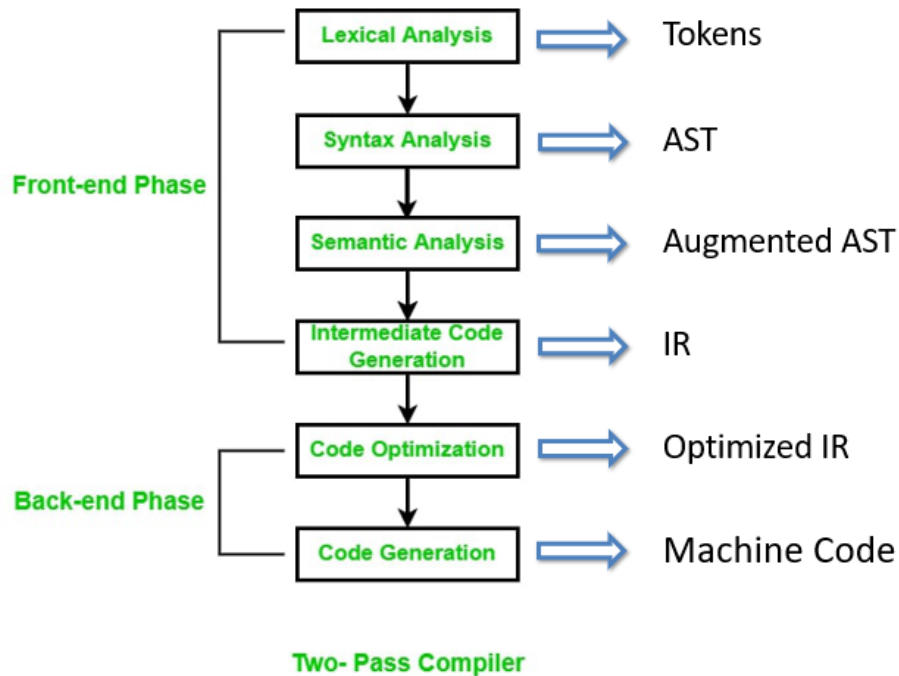 Lexical Analysis
Tokens
Syntax Analysis
AST
Front-end Phase
Semantic Analysis
Augmented AST
Intermediate Code
Generation
IR
Code Optimization
Optimized IR
Back-end Phase
Code Generation
Machine Code
Two- Pass Compiler